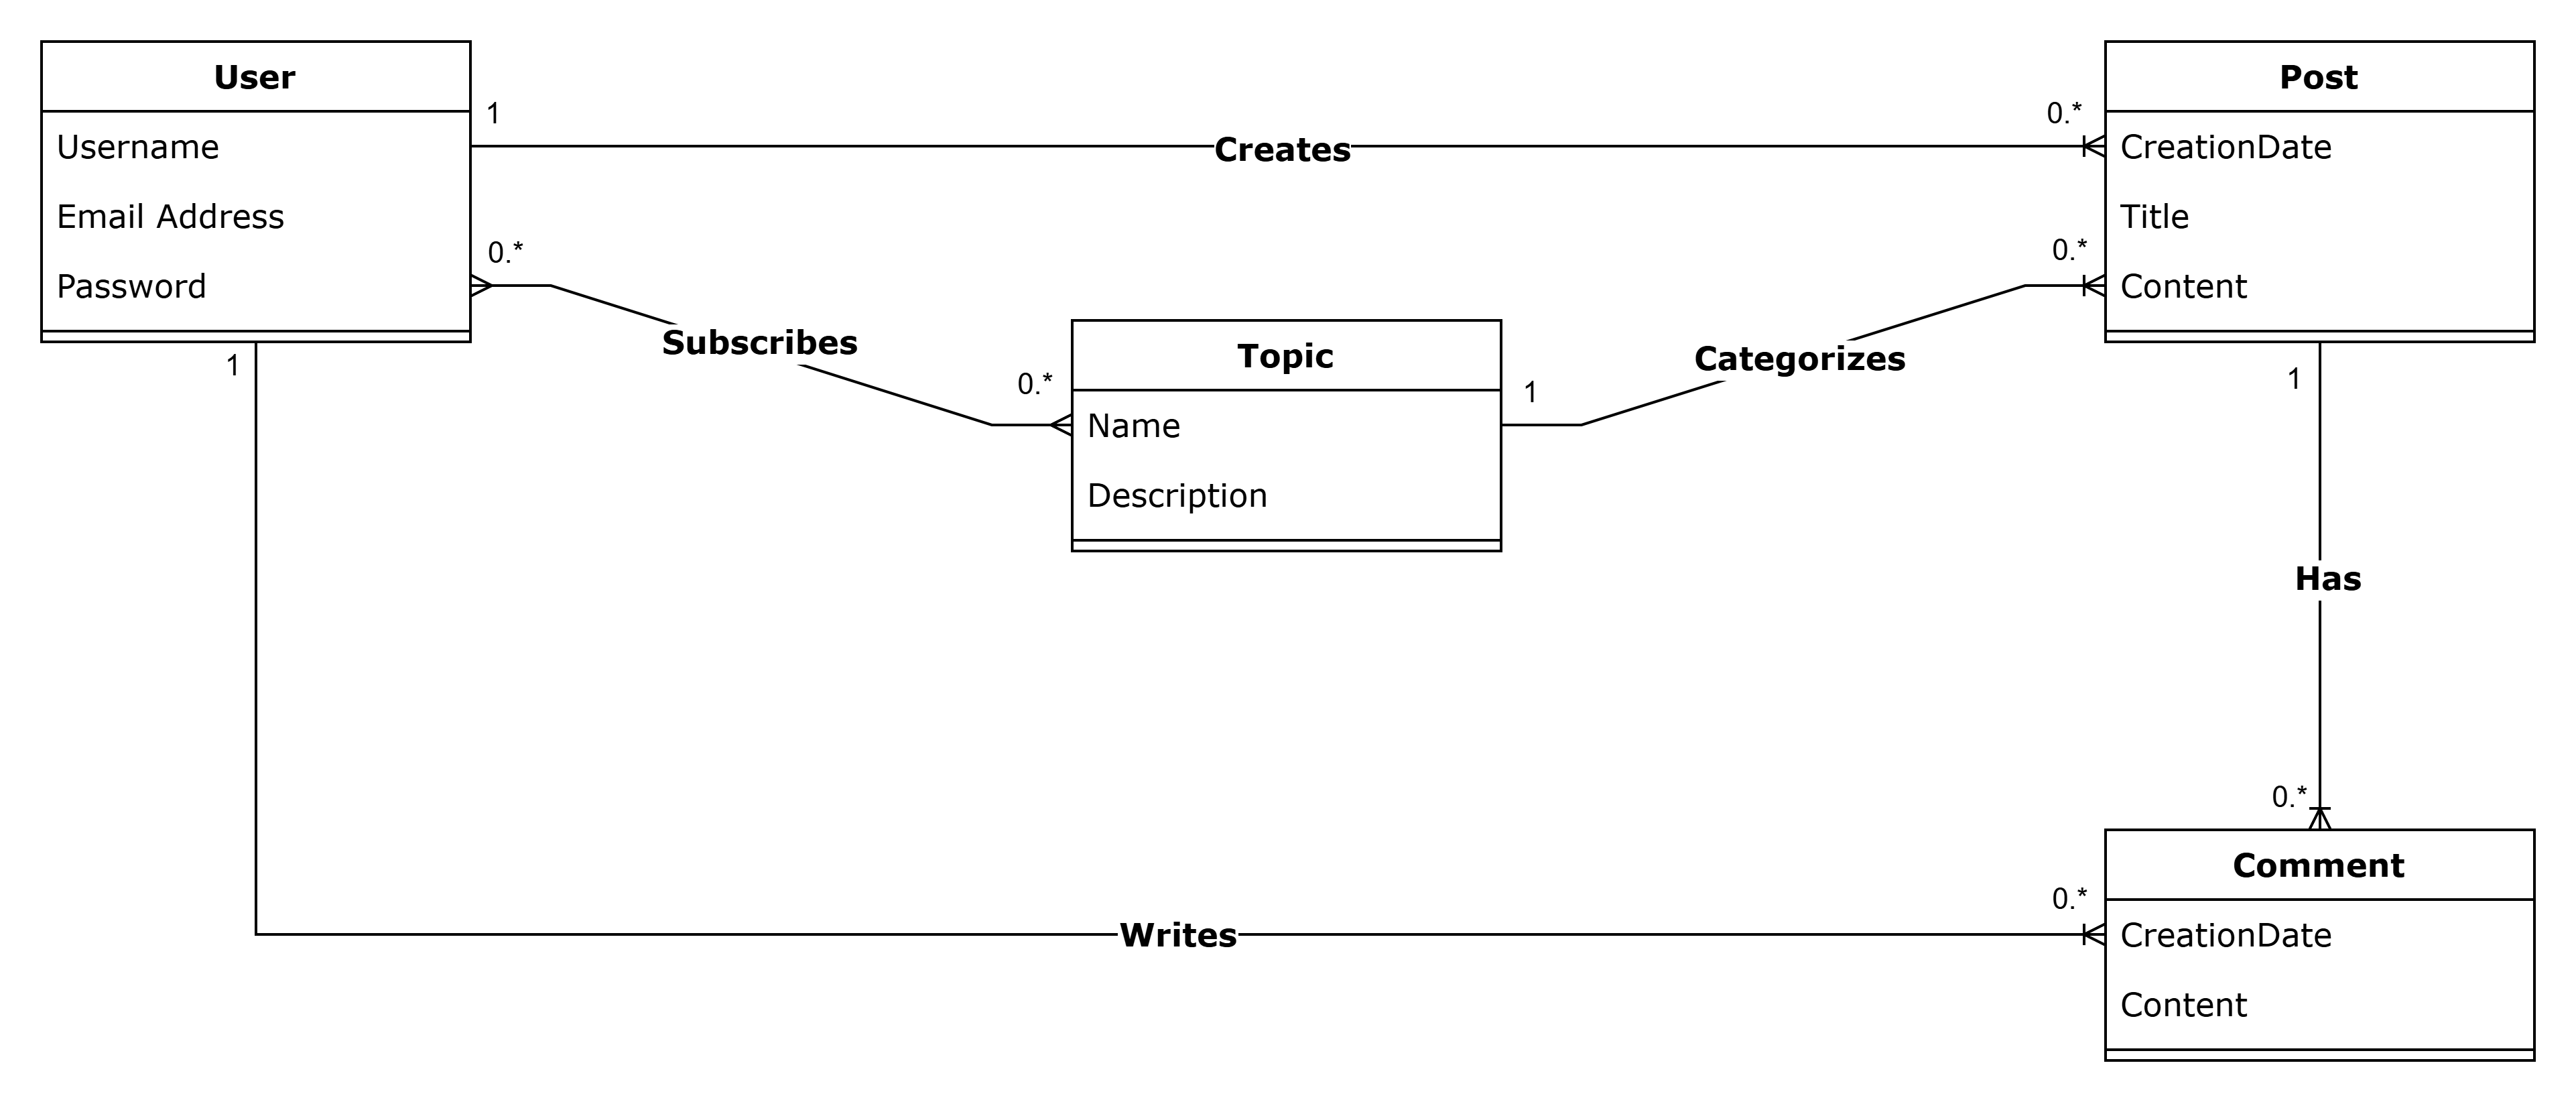 User
Username
Email Address
Password
1
Creates
0.*
Post
CreationDate
Title
Content
0.*
Subscribes
0.*
Topic
Name
Description
1
Categorizes
0.*
1
Has
0.*
1
Writes
0.*
Comment
CreationDate
Content